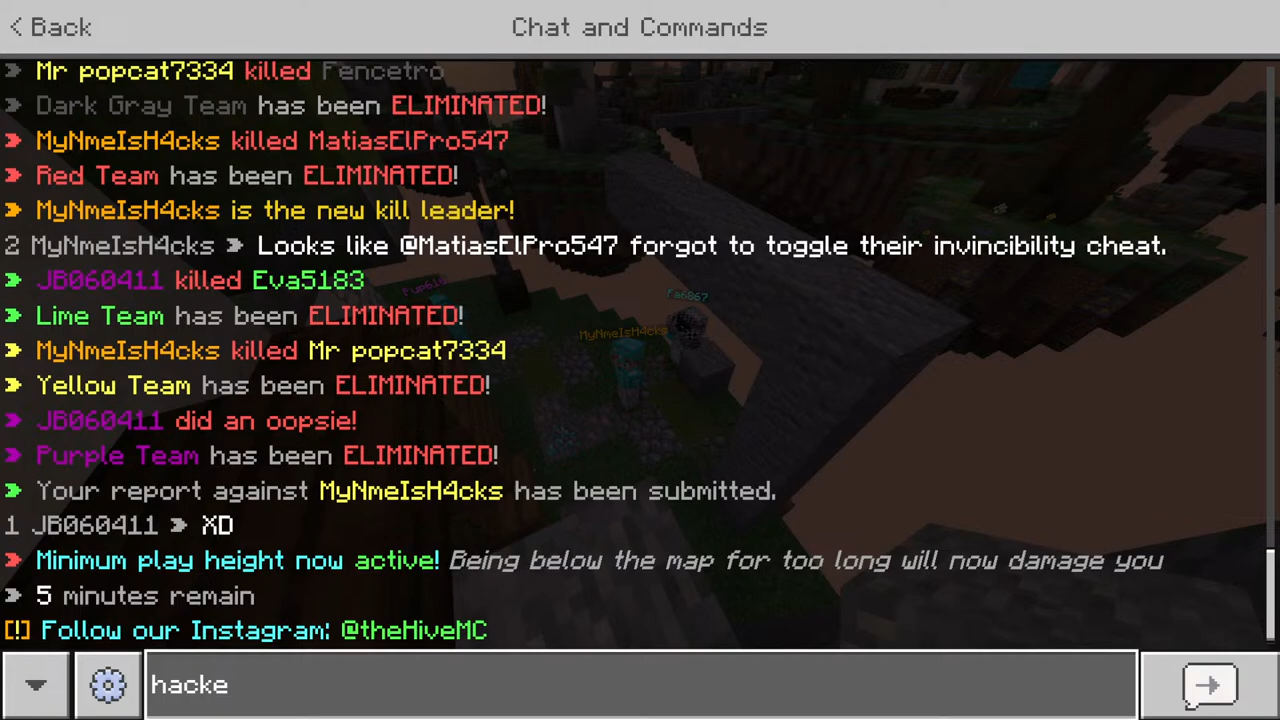 < Back
Chat and Commands
Mr popcat7334 killed Fencetro
Dark Gray Team has been ELIMINATED!
MyNmeIsH4cks killed MatiasElPro547
Red Team has been ELIMINATED!
MyNmeIsH4cks is the new kill leader!
2 MyNmeIsH4cks » Looks like @MatiasElPro547 forgot to toggle their invincibility cheat.
JB060411 killed Eva5183
Lime Team has been ELIMINATED!
MyNmeIsH4cks killed Mr popcat7334
Yellow Team has been ELIMINATED!
JB060411 did an oopsie!
Purple Team has been ELIMINATED!
Your report against MyNmeIsH4cks has been submitted.
1 JB060411 » XD
Minimum play height now active! Being below the map for too long will now damage you
5 minutes remain
[!] Follow our Instagram: @theHiveMC
hacke
MyNmeIsH4cks